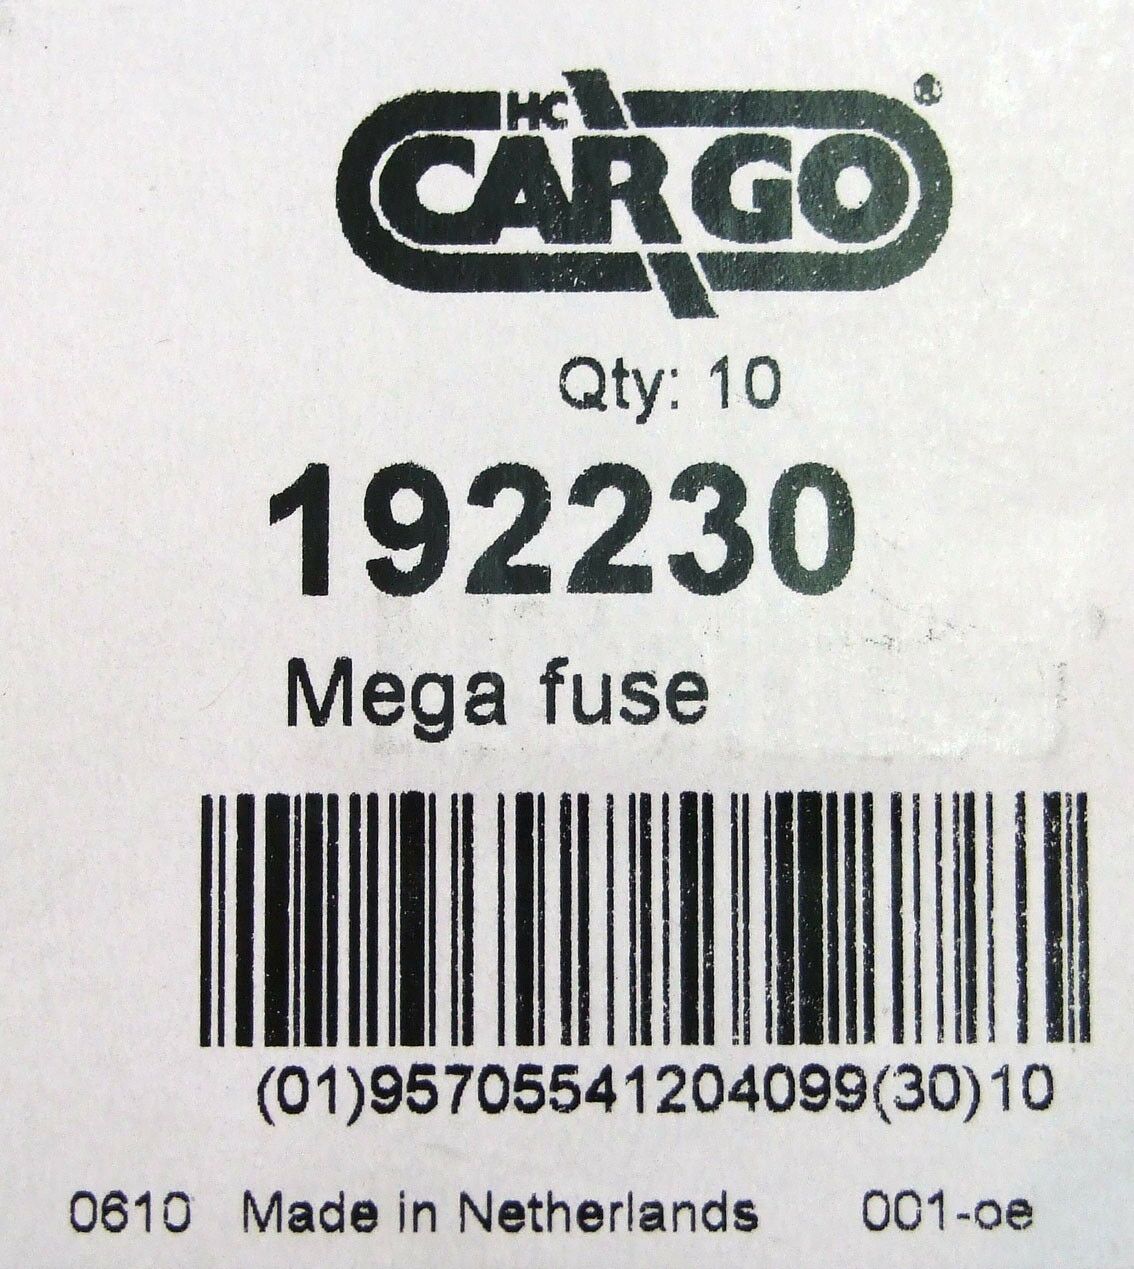 HC
CARGO®
Qty: 10
192230
Mega fuse
(01)95705541204099(30)10
0610 Made in Netherlands 001-oe